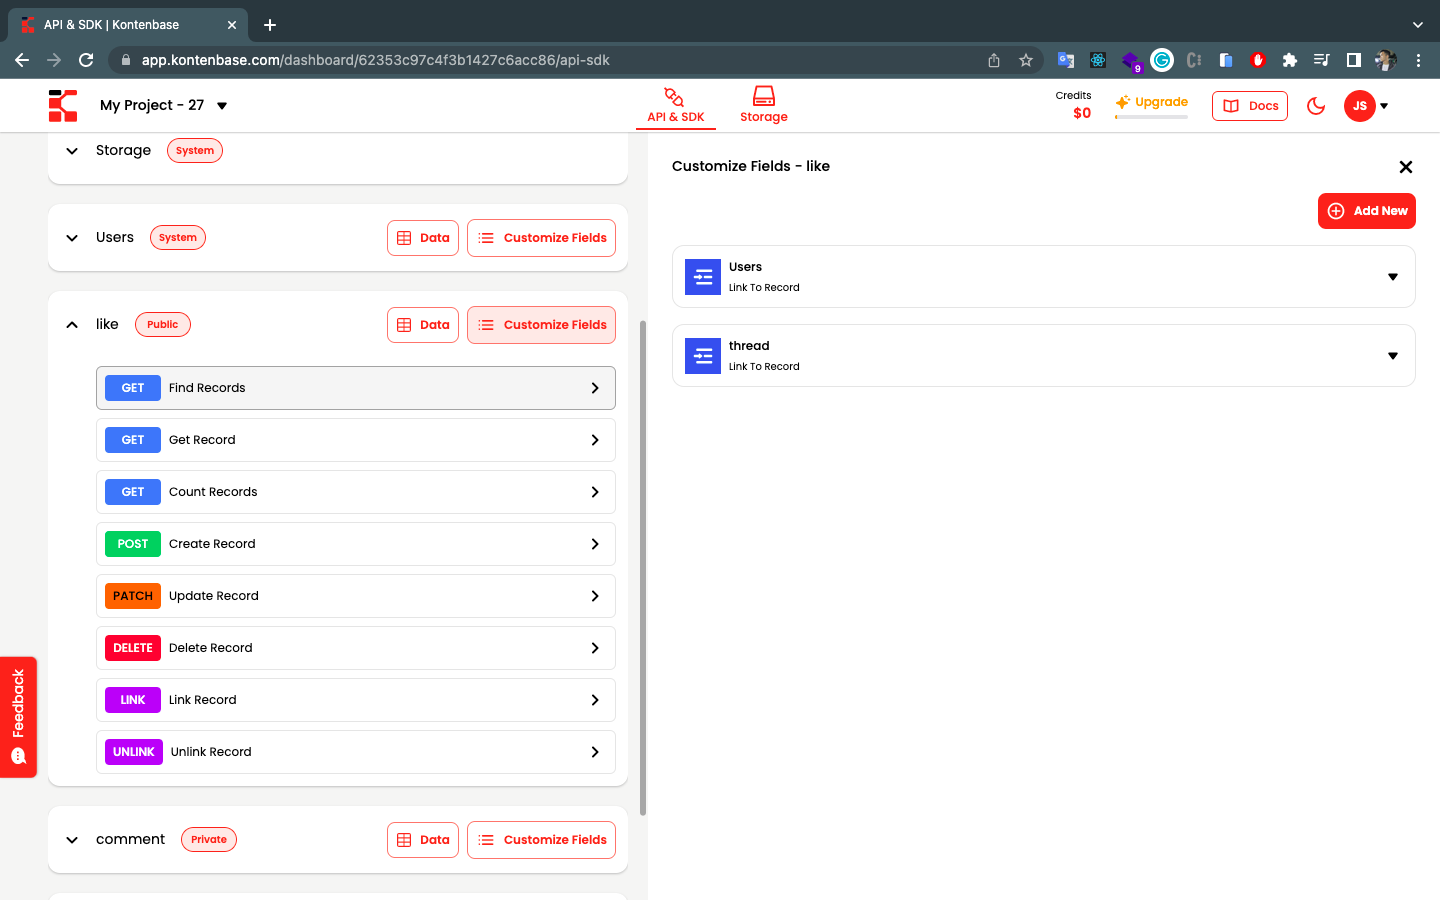 API & SDK | Kontenbase
app.kontenbase.com/dashboard/62353c97c4f3b1427c6acc86/api-sdk
9
My Project - 27
API & SDK
Storage
Credits
$0
Upgrade
Docs
JS
Storage
System
Users
System
Data
Customize Fields
like
Public
Data
Customize Fields
GET
Find Records
GET
Get Record
GET
Count Records
POST
Create Record
PATCH
Update Record
DELETE
Delete Record
LINK
Link Record
UNLINK
Unlink Record
comment
Private
Data
Customize Fields
Feedback
Customize Fields - like
Add New
Users
Link To Record
thread
Link To Record